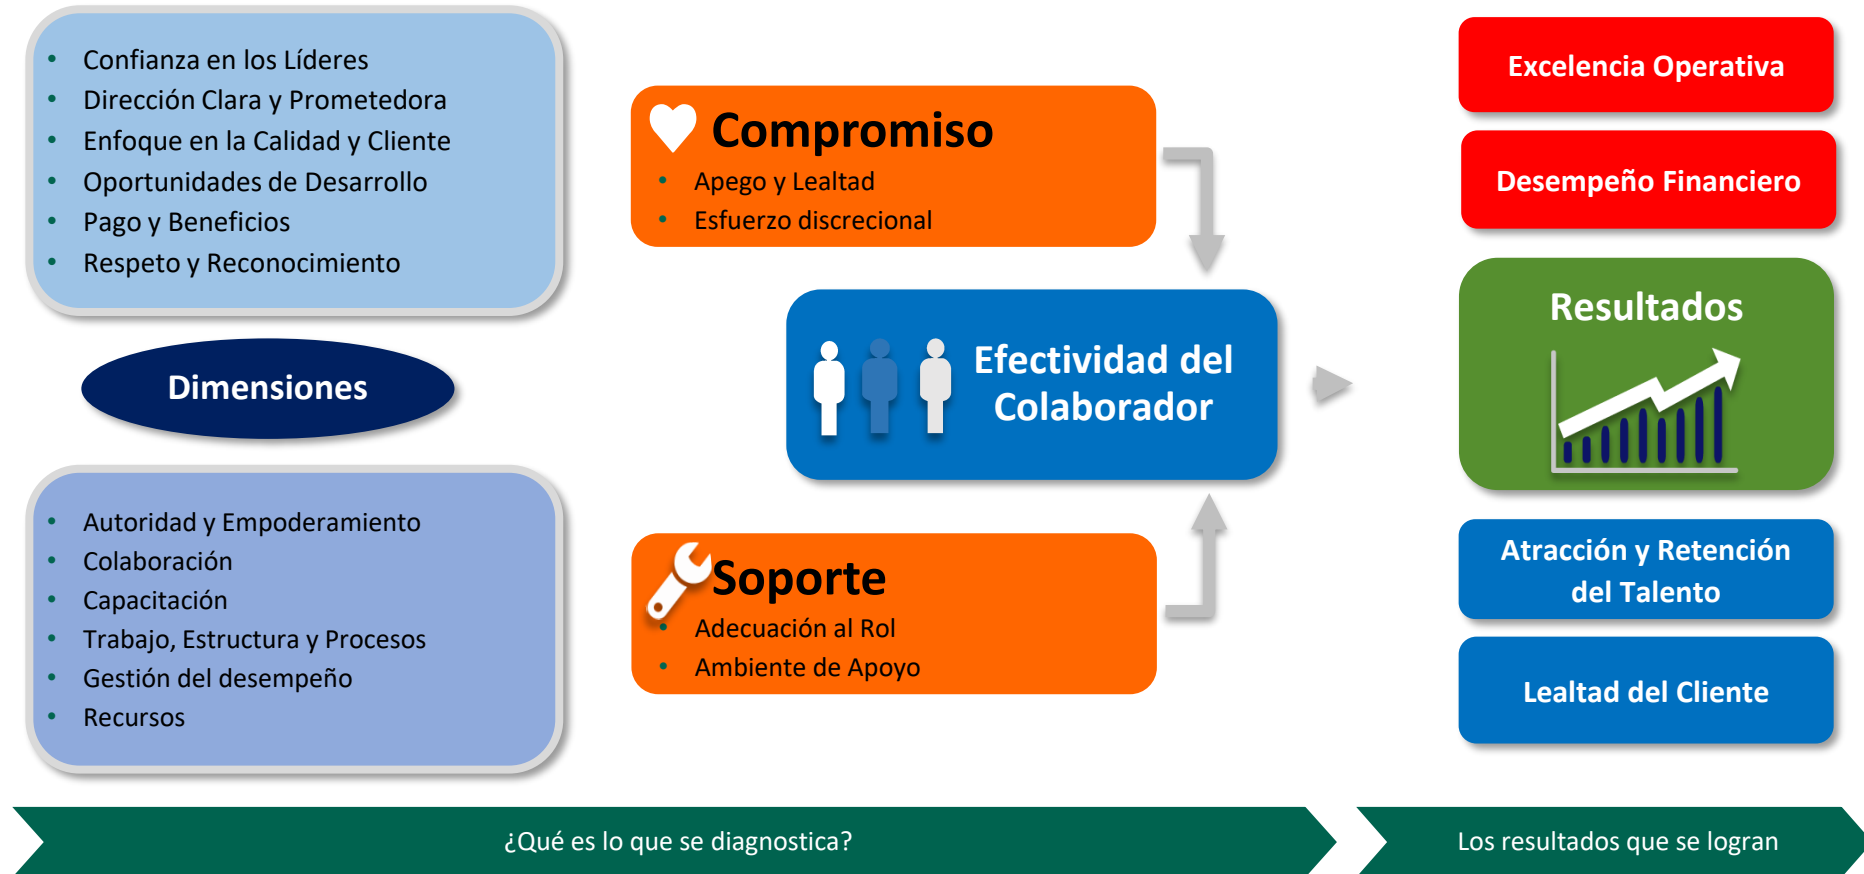 Confianza en los Líderes
Dirección Clara y Prometedora
Enfoque en la Calidad y Cliente
Oportunidades de Desarrollo
Pago y Beneficios
Respeto y Reconocimiento
Dimensiones
Autoridad y Empoderamiento
Colaboración
Capacitación
Trabajo, Estructura y Procesos
Gestión del desempeño
Recursos
Compromiso
Apego y Lealtad
Esfuerzo discrecional
Efectividad del
Colaborador
Soporte
Adecuación al Rol
Ambiente de Apoyo
Excelencia Operativa
Desempeño Financiero
Resultados
Atracción y Retención
del Talento
Lealtad del Cliente
¿Qué es lo que se diagnostica?
Los resultados que se logran